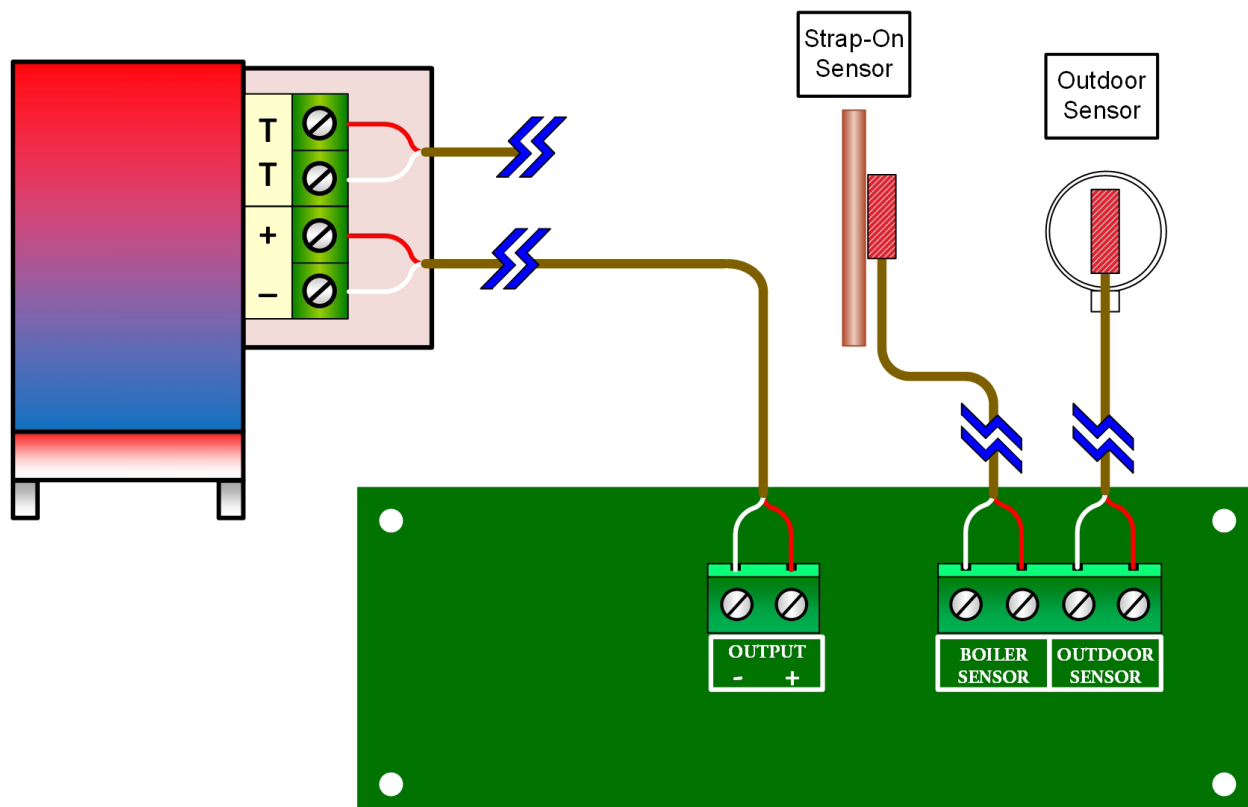 Strap-On
Sensor
Outdoor
Sensor
T
T
+
–
OUTPUT
- +
BOILER
SENSOR
OUTDOOR
SENSOR